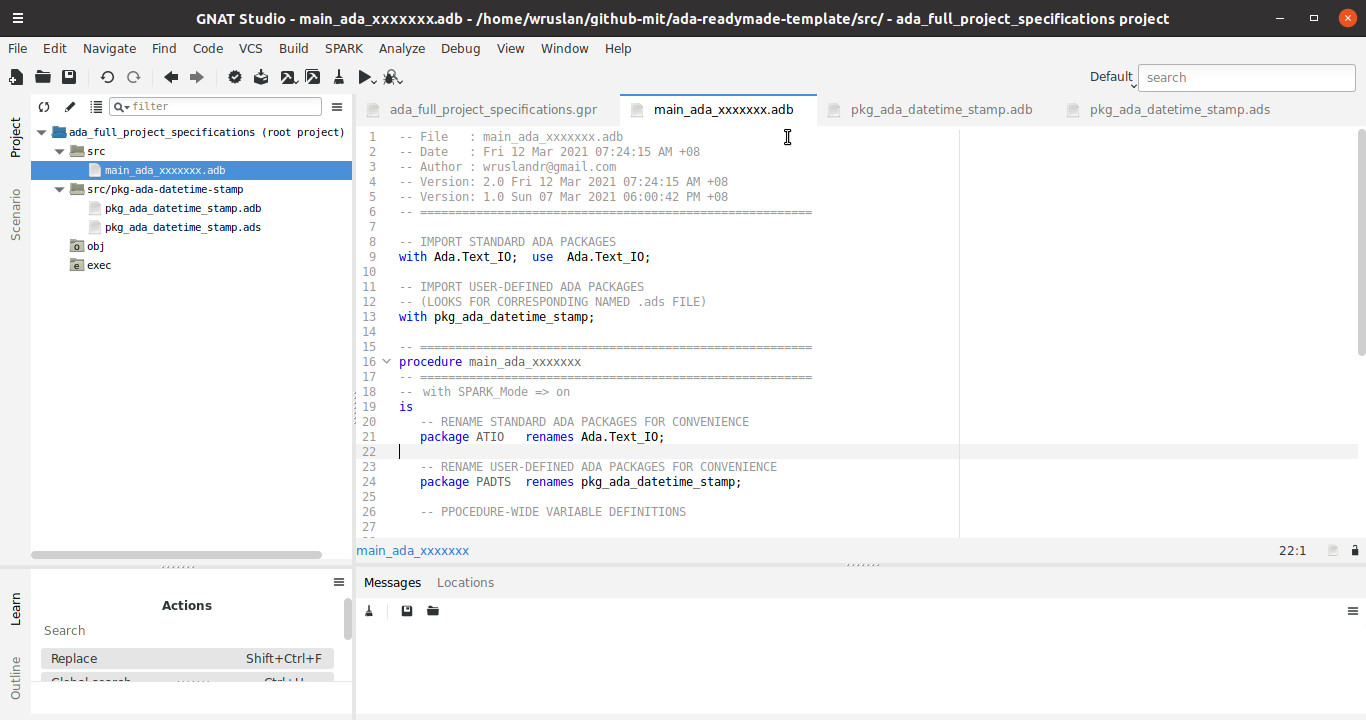 GNAT Studio - main_ada_xxxxxxx.adb - /home/wruslan/github-mit/ada-readymade-template/src/ - ada_full_project_specifications project
File Edit Navigate Find Code VCS Build SPARK Analyze Debug View Window Help
Default search
Project
Scenario
filter
ada_full_project_specifications (root project)
src
main_ada_xxxxxxx.adb
src/pkg-ada-datetime-stamp
pkg_ada_datetime_stamp.adb
pkg_ada_datetime_stamp.ads
o obj
e exec
ada_full_project_specifications.gpr main_ada_xxxxxxx.adb pkg_ada_datetime_stamp.adb pkg_ada_datetime_stamp.ads
1 -- File   : main_ada_xxxxxxx.adb
2 -- Date   : Fri 12 Mar 2021 07:24:15 AM +08
3 -- Author : wruslandr@gmail.com
4 -- Version: 2.0 Fri 12 Mar 2021 07:24:15 AM +08
5 -- Version: 1.0 Sun 07 Mar 2021 06:00:42 PM +08
6 -- ========================================================
7
8 -- IMPORT STANDARD ADA PACKAGES
9 with Ada.Text_IO;  use  Ada.Text_IO;
10
11 -- IMPORT USER-DEFINED ADA PACKAGES
12 -- (LOOKS FOR CORRESPONDING NAMED .ads FILE)
13 with pkg_ada_datetime_stamp;
14
15 -- ========================================================
16 procedure main_ada_xxxxxxx
17 -- ========================================================
18 --  with SPARK_Mode => on
19 is
20    -- RENAME STANDARD ADA PACKAGES FOR CONVENIENCE
21    package ATIO   renames Ada.Text_IO;
22
23    -- RENAME USER-DEFINED ADA PACKAGES FOR CONVENIENCE
24    package PADTS  renames pkg_ada_datetime_stamp;
25
26    -- PPOCEDURE-WIDE VARIABLE DEFINITIONS
27
main_ada_xxxxxxx 22:1
Learn
Outline
Actions
Search
Replace Shift+Ctrl+F
Messages Locations